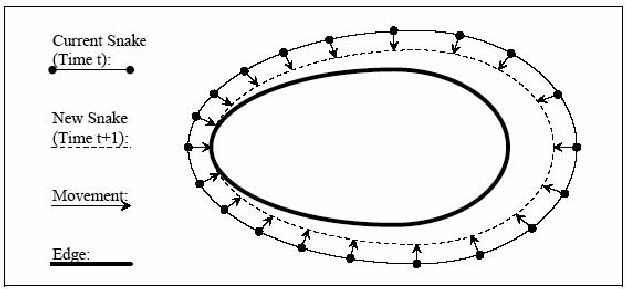 Current Snake
(Time t):
New Snake
(Time t+1):
Movement:
Edge: